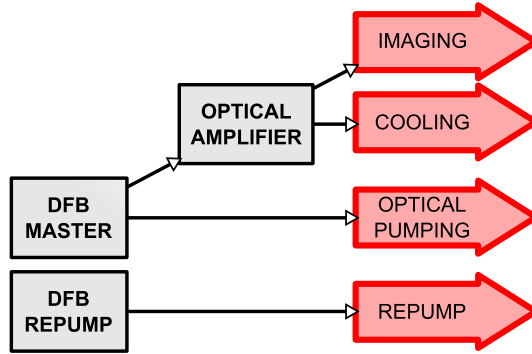 IMAGING
OPTICAL
AMPLIFIER
COOLING
DFB
MASTER
OPTICAL
PUMPING
DFB
REPUMP
REPUMP